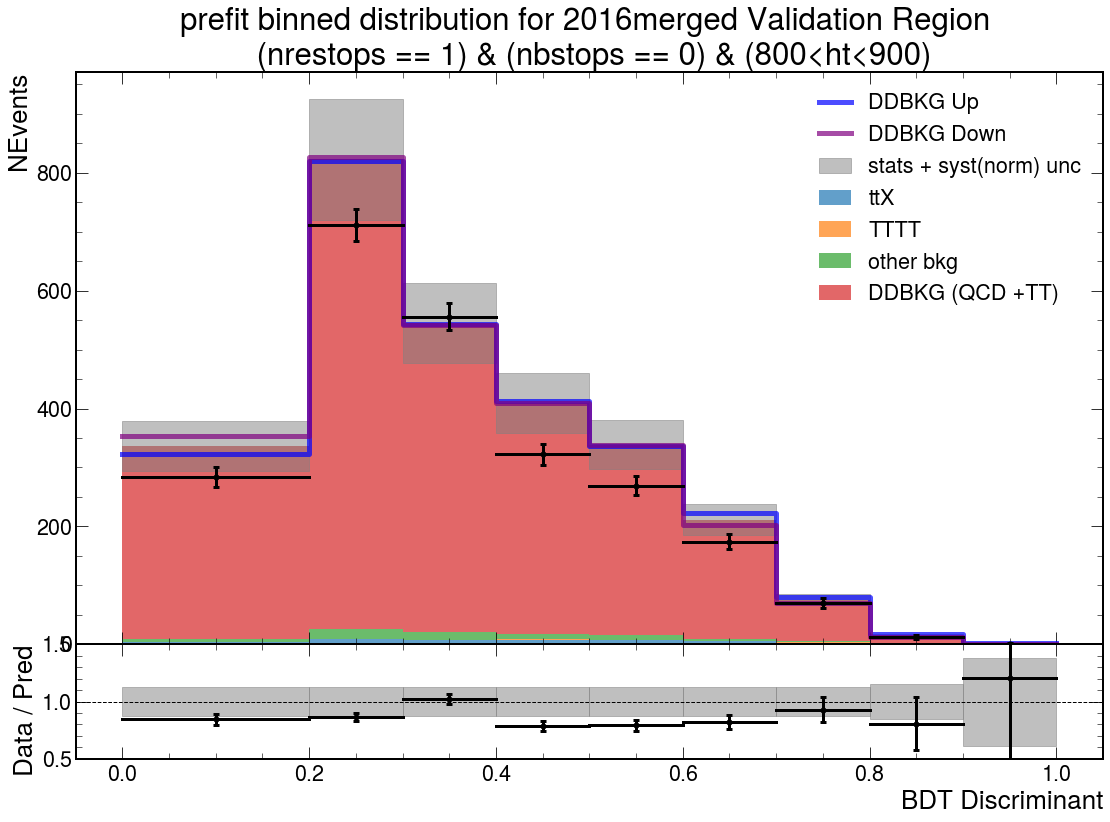 prefit binned distribution for 2016merged Validation Region
(nrestops == 1) & (nbstops == 0) & (800<ht<900)
NEvents
800
600
400
200
0
DDBKG Up
DDBKG Down
stats + syst(norm) unc
ttX
TTTT
other bkg
DDBKG (QCD +TT)
Data / Pred
1.5
1.0
0.5
0.0 0.2 0.4 0.6 0.8 1.0
BDT Discriminant